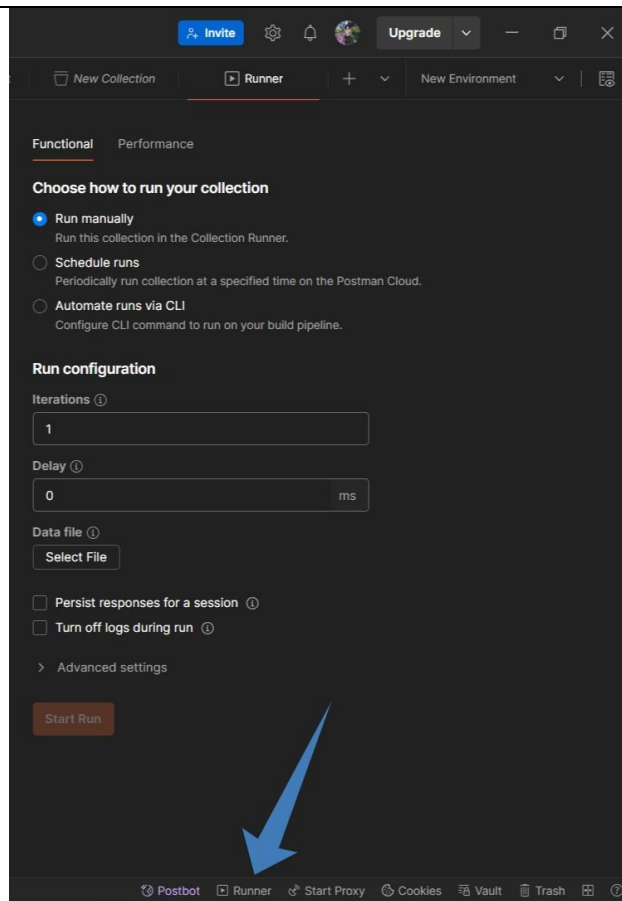 Invite
Upgrade
New Collection
Runner
New Environment
Functional
Performance
Choose how to run your collection
Run manually
Run this collection in the Collection Runner.
Schedule runs
Periodically run collection at a specified time on the Postman Cloud.
Automate runs via CLI
Configure CLI command to run on your build pipeline.
Run configuration
Iterations
1
Delay
0 ms
Data file
Select File
Persist responses for a session
Turn off logs during run
Advanced settings
Start Run
Postbot Runner Start Proxy Cookies Vault Trash